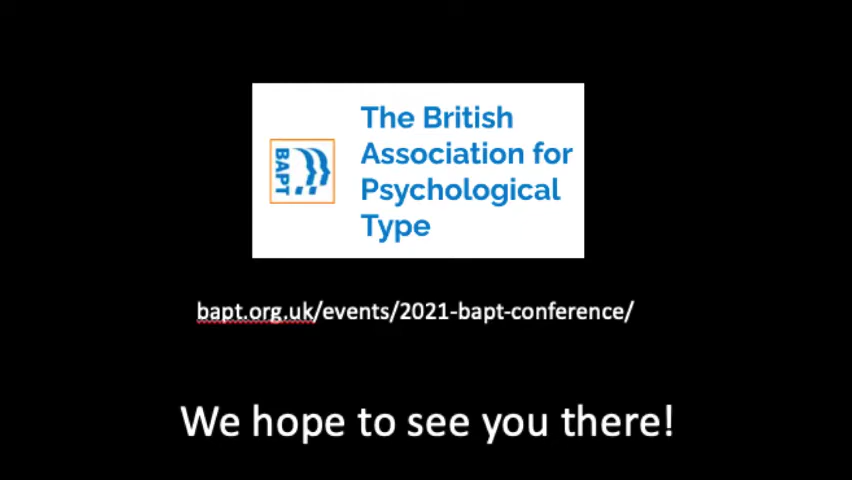 BAPT
The British
Association for
Psychological
Type
bapt.org.uk/events/2021-bapt-conference/
We hope to see you there!